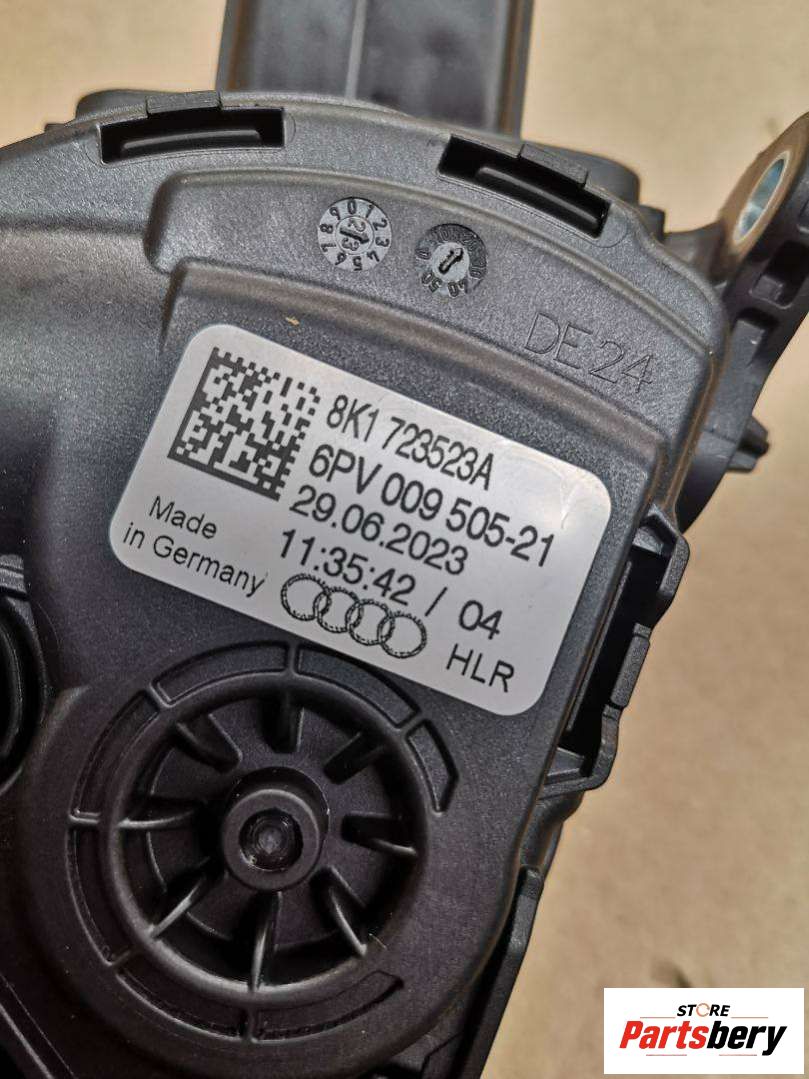 DE 24
8K1 723523A
6PV 009 505-21
29.06.2023
11:35:42 / 04
Made
in Germany
HLR
STORE
Partsbery